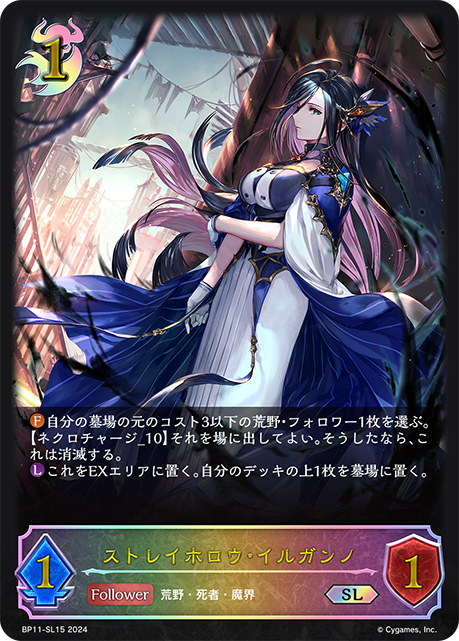 1
Ⓕ自分の墓場の元のコスト3以下の荒野・フォロワー1枚を選ぶ。
【ネクロチャージ_10】それを場に出してよい。そうしたなら、こ
れは消滅する。
ⓁこれをEXエリアに置く。自分のデッキの上1枚を墓場に置く。
ストレイホロウ・イルガンノ
1
Follower 荒野・死者・魔界 SL
1
BP11-SL15 2024
© Cygames, Inc.